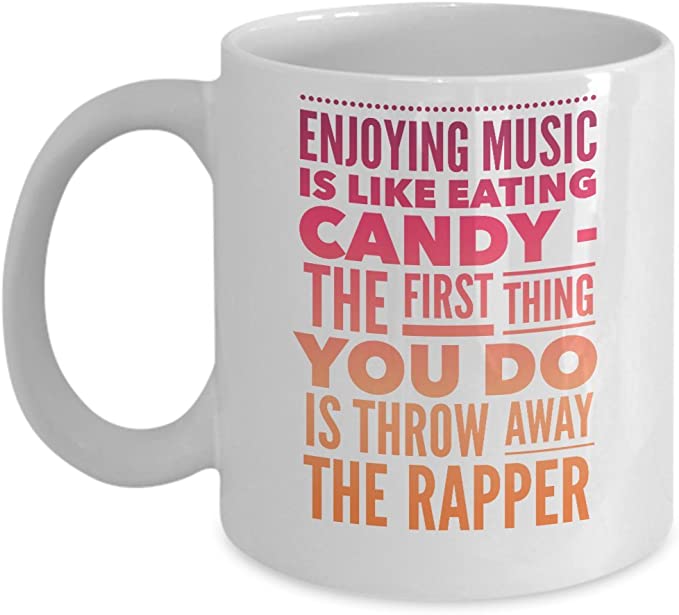 ENJOYING MUSIC
IS LIKE EATING
CANDY -
THE FIRST THING
YOU DO
IS THROW AWAY
THE RAPPER